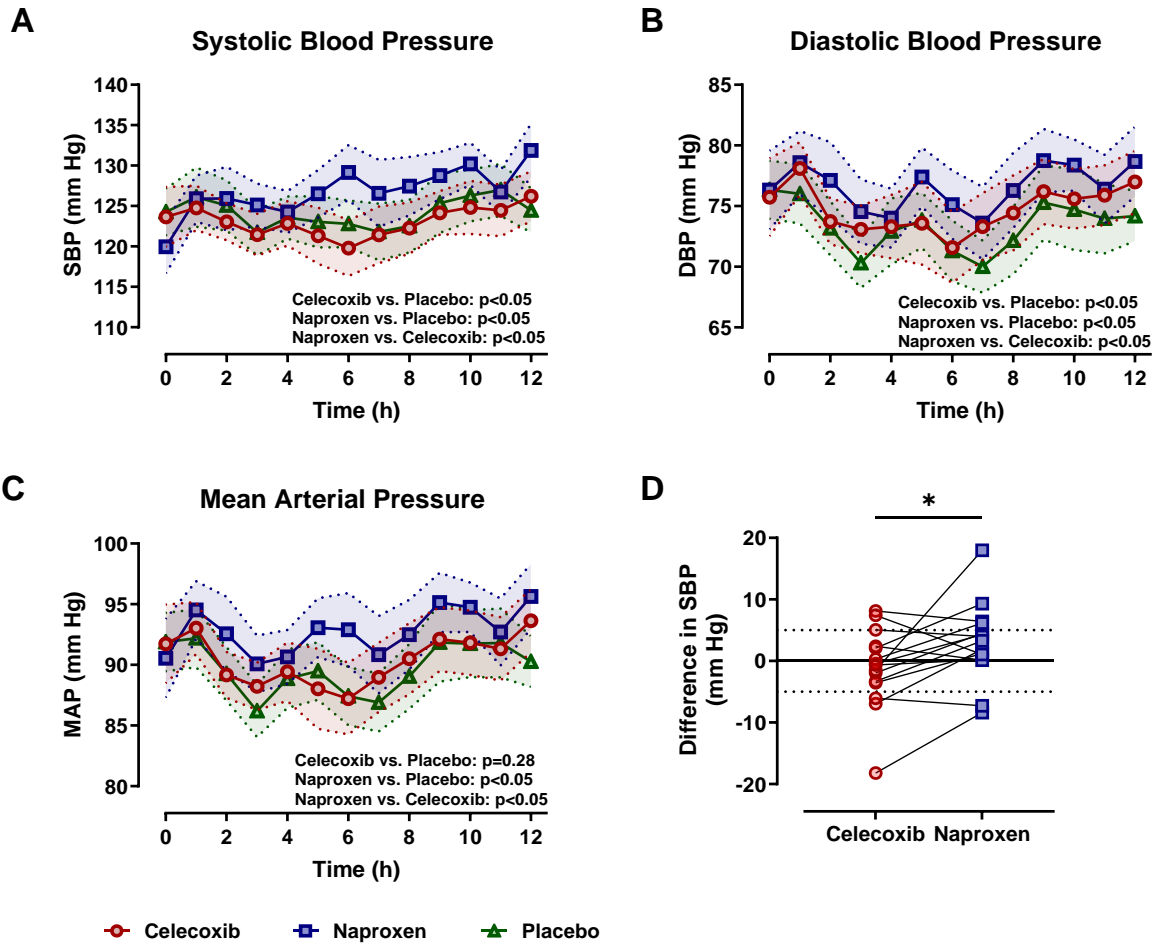 A
Systolic Blood Pressure
SBP (mm Hg)
140
135
130
125
120
115
110
Celecoxib vs. Placebo: p<0.05
Naproxen vs. Placebo: p<0.05
Naproxen vs. Celecoxib: p<0.05
0 2 4 6 8 10 12
Time (h)
B
Diastolic Blood Pressure
DBP (mm Hg)
85
80
75
70
65
Celecoxib vs. Placebo: p<0.05
Naproxen vs. Placebo: p<0.05
Naproxen vs. Celecoxib: p<0.05
0 2 4 6 8 10 12
Time (h)
C
Mean Arterial Pressure
MAP (mm Hg)
100
95
90
85
80
Celecoxib vs. Placebo: p=0.28
Naproxen vs. Placebo: p<0.05
Naproxen vs. Celecoxib: p<0.05
0 2 4 6 8 10 12
Time (h)
D
*
Difference in SBP
(mm Hg)
20
10
0
-10
-20
Celecoxib Naproxen
Celecoxib Naproxen Placebo